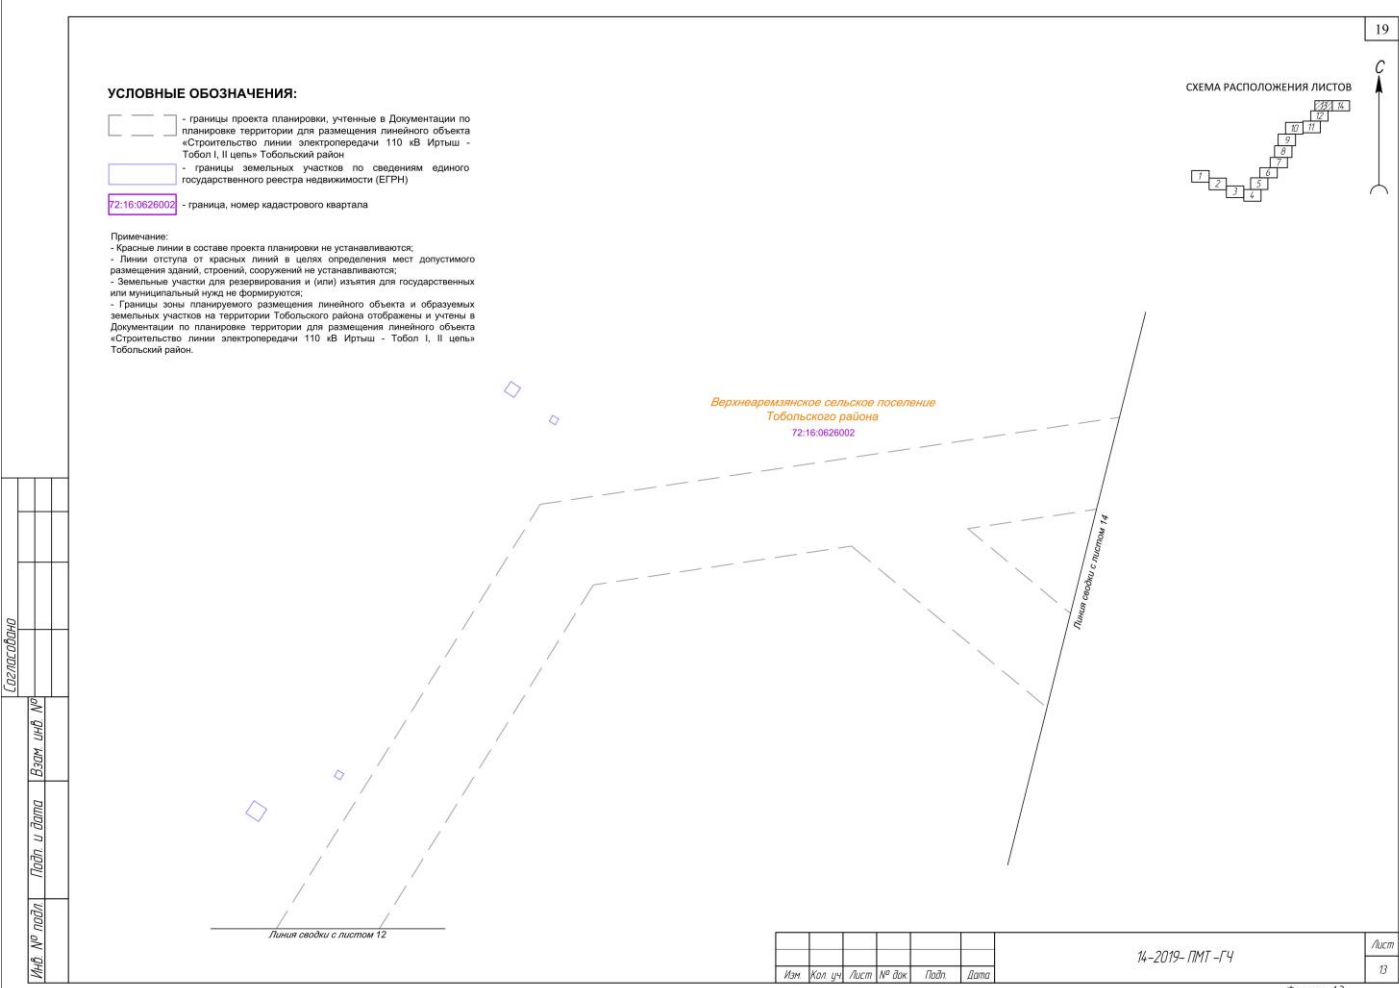 19
С
СХЕМА РАСПОЛОЖЕНИЯ ЛИСТОВ
13 14
12
10 11
9
8
7
6
1
2
5
3
4
УСЛОВНЫЕ ОБОЗНАЧЕНИЯ:
- границы проекта планировки, учтенные в Документации по
планировке территории для размещения линейного объекта
«Строительство линии электропередачи 110 кВ Иртыш -
Тобол I, II цепь» Тобольский район
- границы земельных участков по сведениям единого
государственного реестра недвижимости (ЕГРН)
72:16:0626002 - граница, номер кадастрового квартала
Примечание:
- Красные линии в составе проекта планировки не устанавливаются;
- Линии отступа от красных линий в целях определения мест допустимого
размещения зданий, строений, сооружений не устанавливаются;
- Земельные участки для резервирования и (или) изъятия для государственных
или муниципальный нужд не формируются;
- Границы зоны планируемого размещения линейного объекта и образуемых
земельных участков на территории Тобольского района отображены и учтены в
Документации по планировке территории для размещения линейного объекта
«Строительство линии электропередачи 110 кВ Иртыш - Тобол I, II цепь»
Тобольский район.
Верхнеаремзянское сельское поселение
Тобольского района
72:16:0626002
Линия сводки с листом 14
Линия сводки с листом 12
Согласовано
Взам. инв. №
Подп. и дата
Инв. № подл.
Изм. Кол. уч. Лист № док. Подп. Дата
14-2019- ПМТ -ГЧ
Лист
13